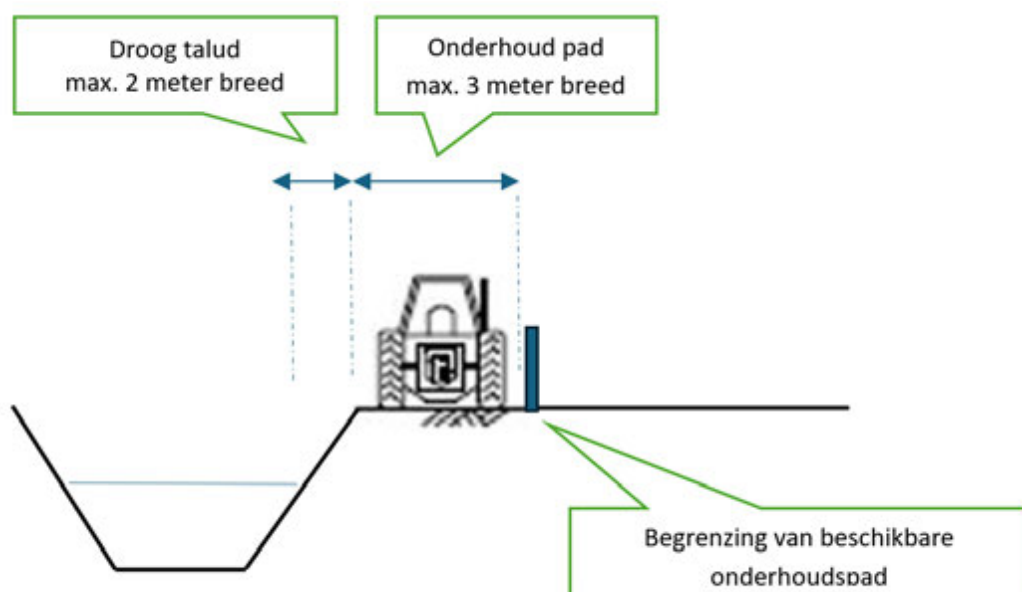 Droog talud
max. 2 meter breed
Onderhoud pad
max. 3 meter breed
Begrenzing van beschikbare
onderhoudspad